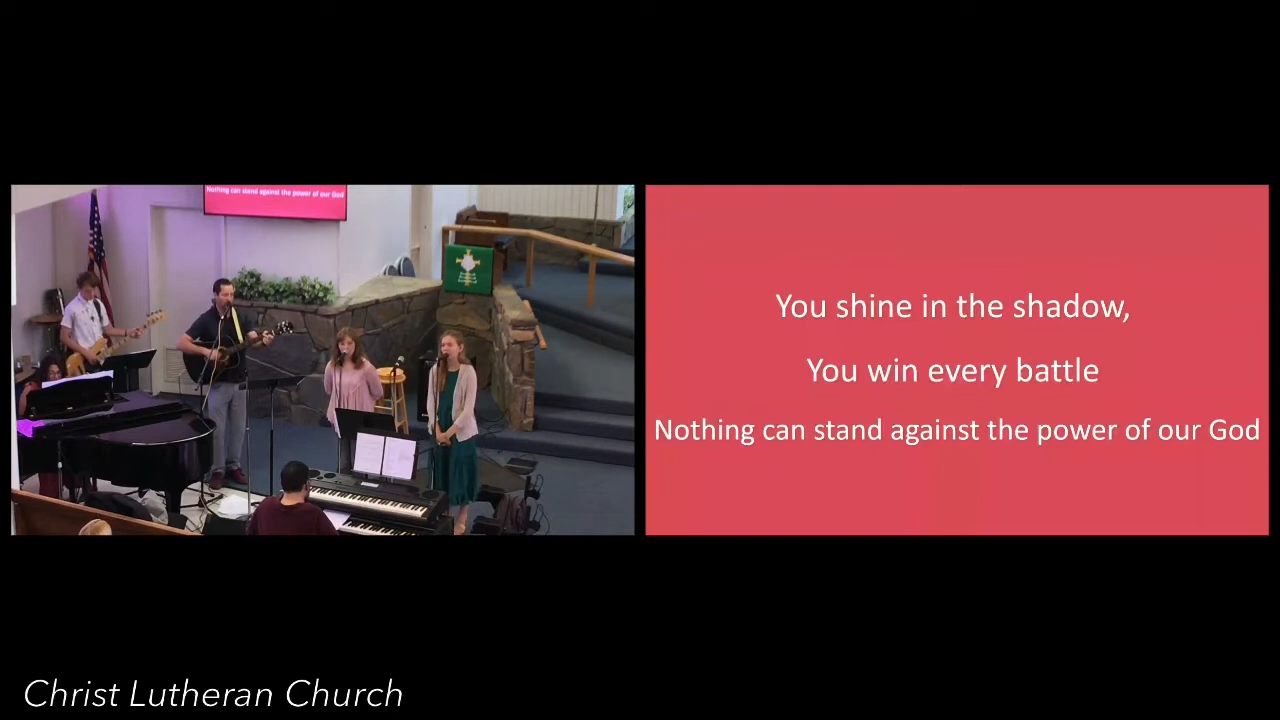 Nothing can stand against the power of our God
You shine in the shadow,
You win every battle
Nothing can stand against the power of our God
Christ Lutheran Church